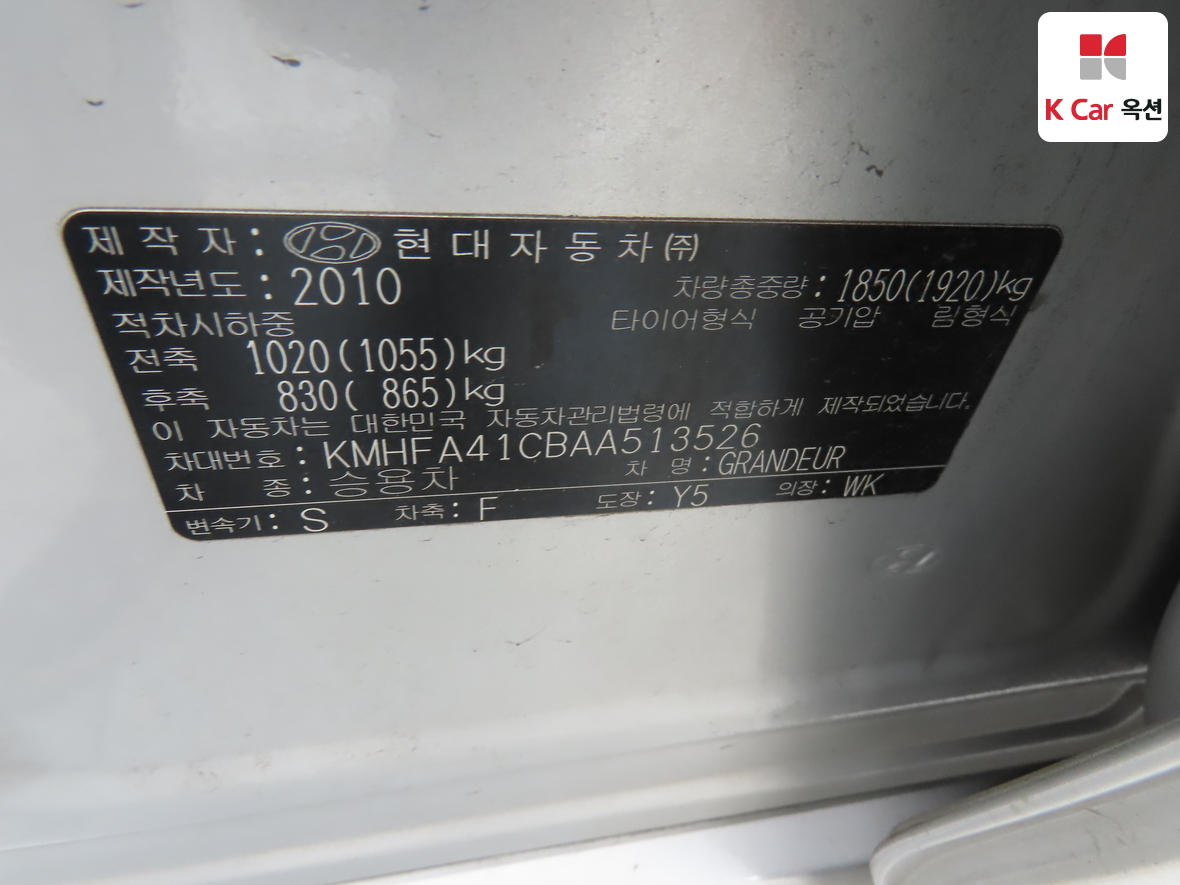 K Car 옥션
제 작 자 : 현 대 자 동 차 ㈜
제작년도 : 2010 차량총중량 : 1850(1920)kg
적차시하중 타이어형식 공기압 림형식
전축 1020(1055)kg
후축 830( 865)kg
이 자동차는 대한민국 자동차관리법령에 적합하게 제작되었습니다.
차대번호 : KMHFA41CBAA513526
차 종 : 승용차 차 명 : GRANDEUR
변속기 : S 차축 : F 도장 : Y5 의장 : WK